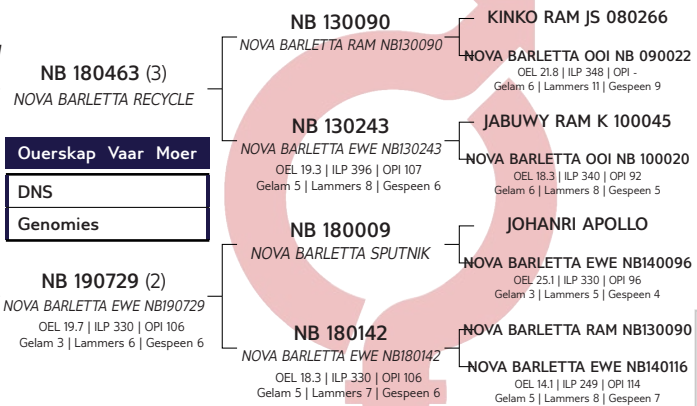 NB 180463 (3)
NOVA BARLETTA RECYCLE
Ouerskap Vaar Moer
DNS
Genomies
NB 190729 (2)
NOVA BARLETTA EWE NB190729
OEL 19.7 | ILP 330 | OPI 106
Gelam 3 | Lammers 6 | Gespeen 6
NB 130090
NOVA BARLETTA RAM NB130090
NB 130243
NOVA BARLETTA EWE NB130243
OEL 19.3 | ILP 396 | OPI 107
Gelam 5 | Lammers 8 | Gespeen 6
NB 180009
NOVA BARLETTA SPUTNIK
NB 180142
NOVA BARLETTA EWE NB180142
OEL 18.3 | ILP 330 | OPI 106
Gelam 5 | Lammers 7 | Gespeen 6
KINKO RAM JS 080266
NOVA BARLETTA OOI NB 090022
OEL 21.8 | ILP 348 | OPI -
Gelam 6 | Lammers 11 | Gespeen 9
JABUWY RAM K 100045
NOVA BARLETTA OOI NB 100020
OEL 18.3 | ILP 340 | OPI 92
Gelam 6 | Lammers 8 | Gespeen 5
JOHANRI APOLLO
NOVA BARLETTA EWE NB140096
OEL 25.1 | ILP 330 | OPI 96
Gelam 3 | Lammers 5 | Gespeen 4
NOVA BARLETTA RAM NB130090
NOVA BARLETTA EWE NB140116
OEL 14.1 | ILP 249 | OPI 114
Gelam 5 | Lammers 8 | Gespeen 7